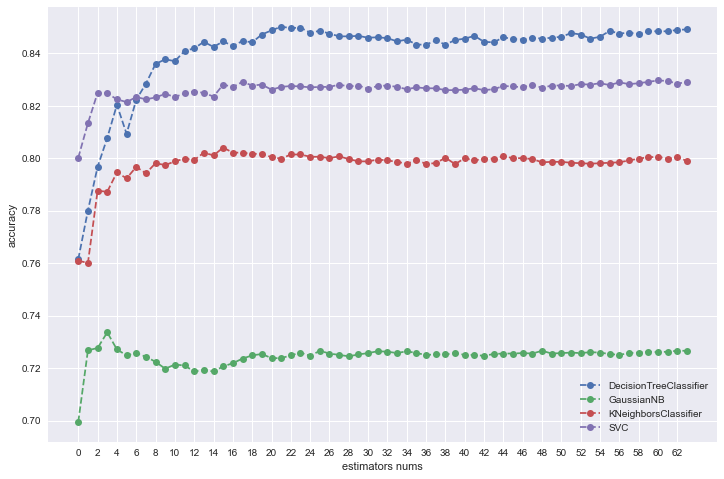 0.84
0.82
0.80
0.78
0.76
0.74
0.72
0.70
accuracy
DecisionTreeClassifier
GaussianNB
KNeighborsClassifier
SVC
0 2 4 6 8 10 12 14 16 18 20 22 24 26 28 30 32 34 36 38 40 42 44 46 48 50 52 54 56 58 60 62
estimators nums